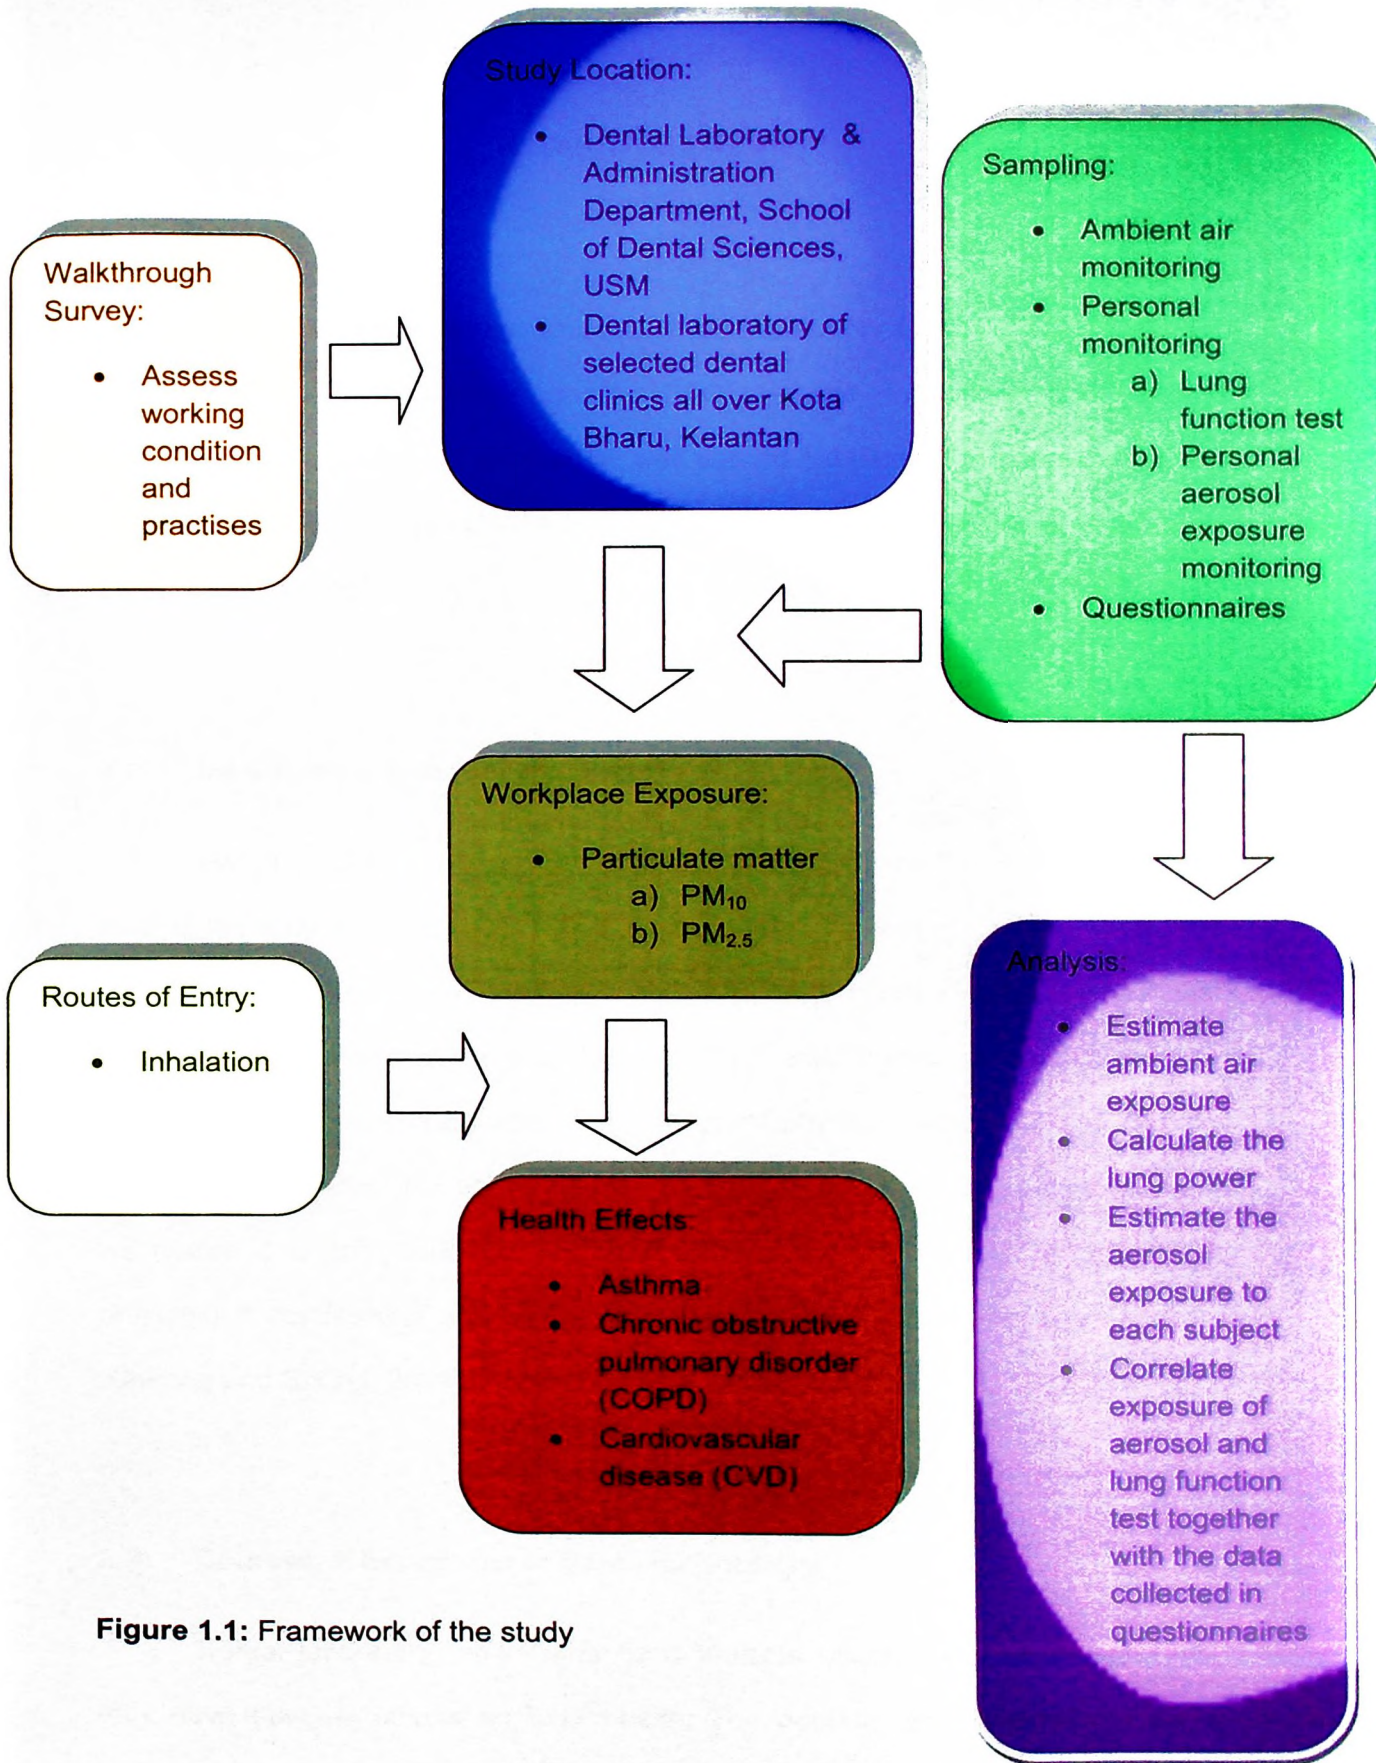 Study Location:
• Dental Laboratory &
Administration
Department, School
of Dental Sciences,
USM
• Dental laboratory of
selected dental
clinics all over Kota
Bharu, Kelantan
Sampling:
• Ambient air
monitoring
• Personal
monitoring
a) Lung
function test
b) Personal
aerosol
exposure
monitoring
• Questionnaires
Walkthrough
Survey:
• Assess
working
condition
and
practises
Workplace Exposure:
• Particulate matter
a) PM10
b) PM2.5
Routes of Entry:
• Inhalation
Health Effects:
• Asthma
• Chronic obstructive
pulmonary disorder
(COPD)
• Cardiovascular
disease (CVD)
Analysis:
• Estimate
ambient air
exposure
• Calculate the
lung power
• Estimate the
aerosol
exposure to
each subject
• Correlate
exposure of
aerosol and
lung function
test together
with the data
collected in
questionnaires
Figure 1.1: Framework of the study